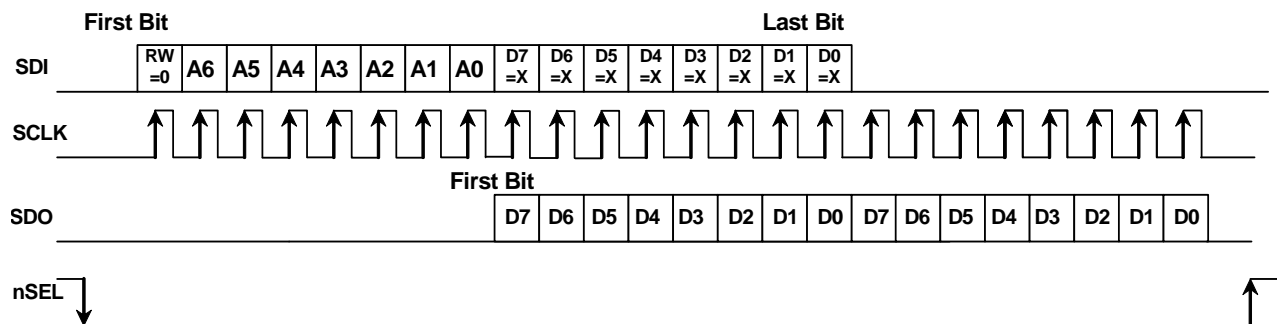 First Bit Last Bit
SDI RW =0 A6 A5 A4 A3 A2 A1 A0 D7 =X D6 =X D5 =X D4 =X D3 =X D2 =X D1 =X D0 =X
SCLK
First Bit
SDO D7 D6 D5 D4 D3 D2 D1 D0 D7 D6 D5 D4 D3 D2 D1 D0
nSEL